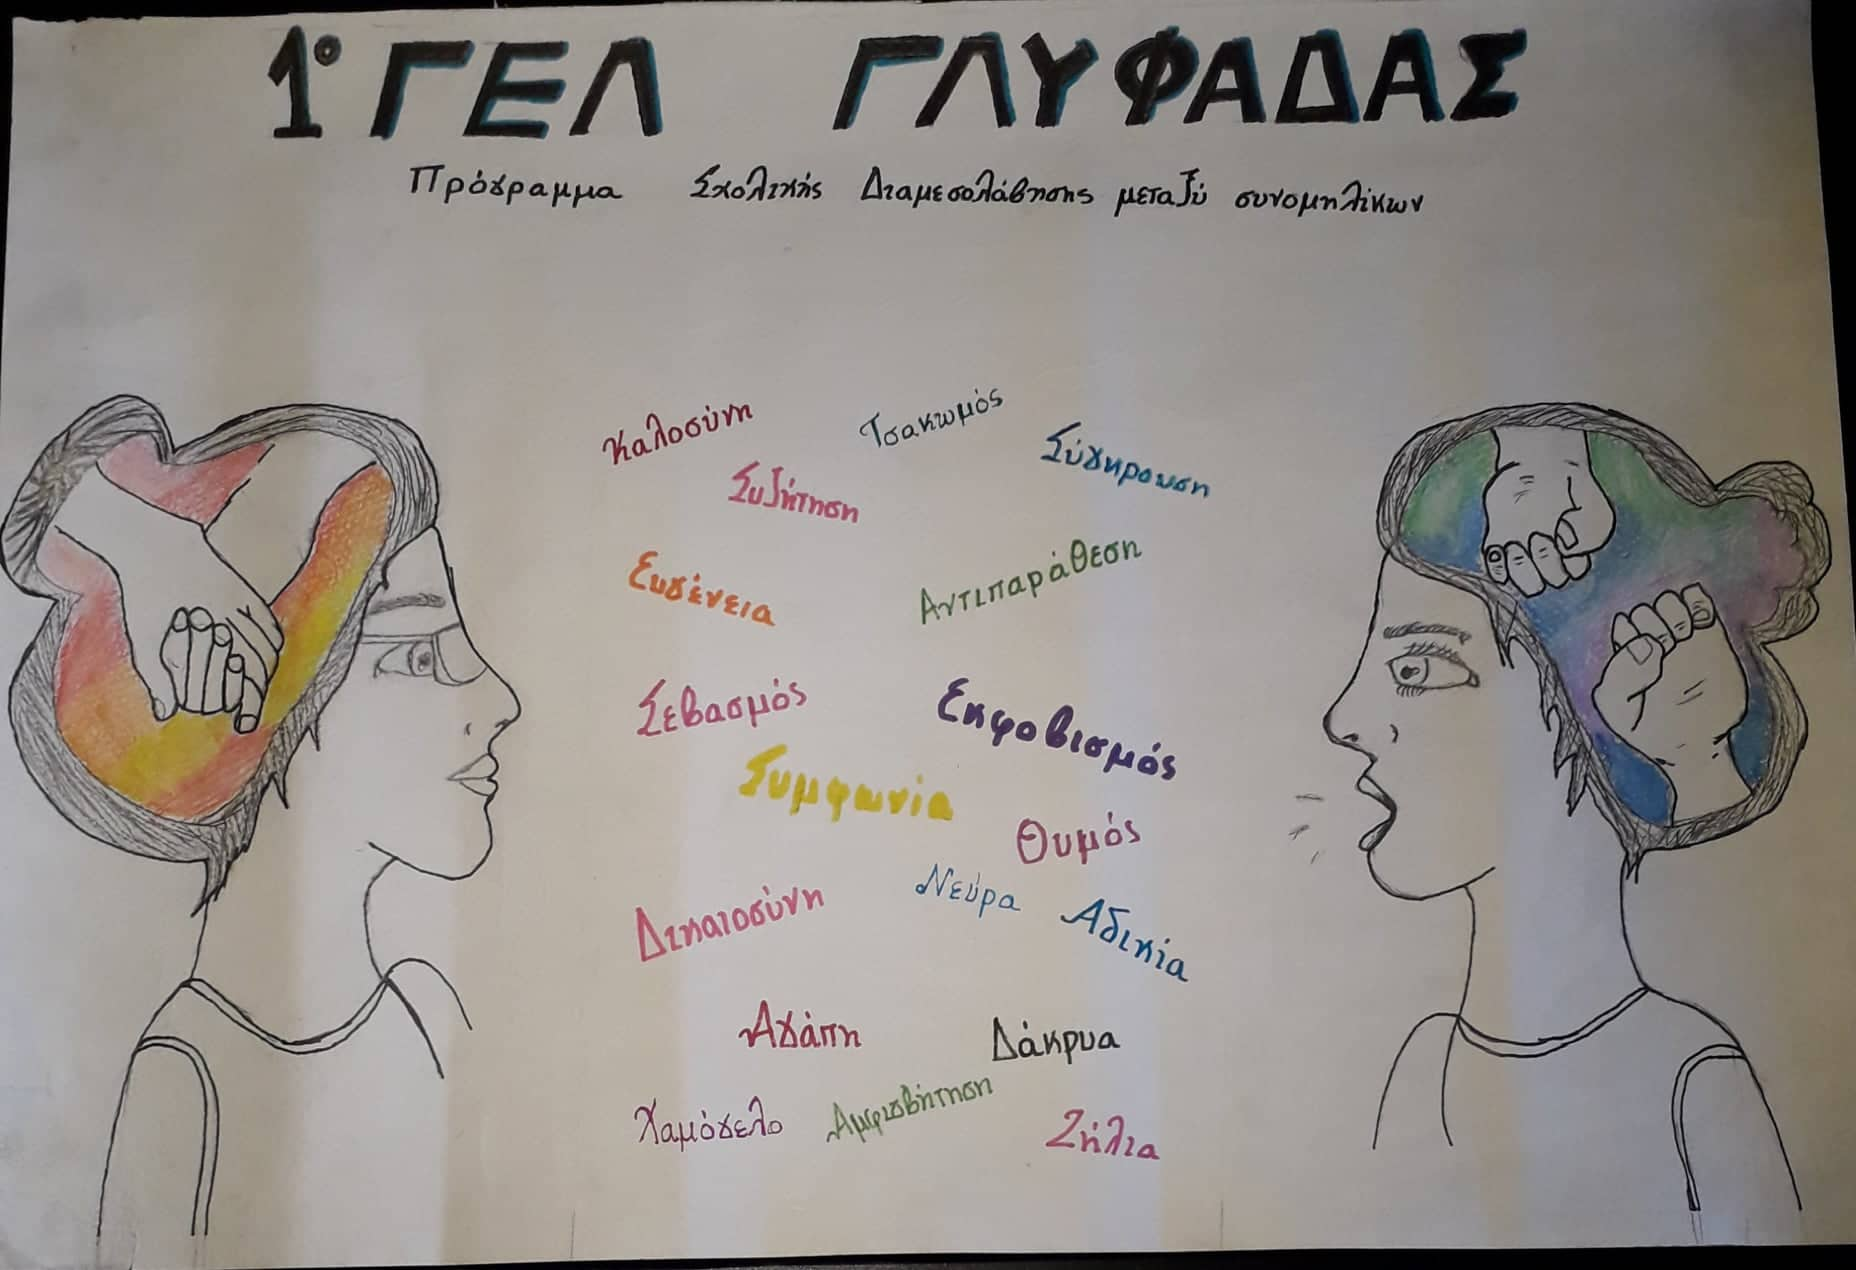 1ο ΓΕΛ ΓΛΥΦΑΔΑΣ
Πρόγραμμα Σχολικής Διαμεσολάβησης μεταξύ συνομηλίκων
Καλοσύνη
Τσακωμός
Σύγκρουση
Συζήτηση
Ευγένεια
Αντιπαράθεση
Σεβασμός
Εκφοβισμός
Συμφωνία
Θυμός
Δικαιοσύνη
Νεύρα
Αδικία
Αγάπη
Δάκρυα
Χαμόγελο
Αμφισβήτηση
Ζήλια